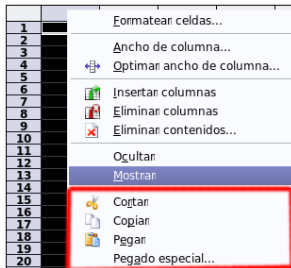 Formatear celdas...
1
2
Ancho de columna...
3
4
Optimar ancho de columna...
5
6
Insertar columnas
7
8
Eliminar columnas
9
Eliminar contenidos...
10
11
Ocultar
12
13
Mostrar
14
15
Cortar
16
17
Copiar
18
Pegar
19
20
Pegado especial...